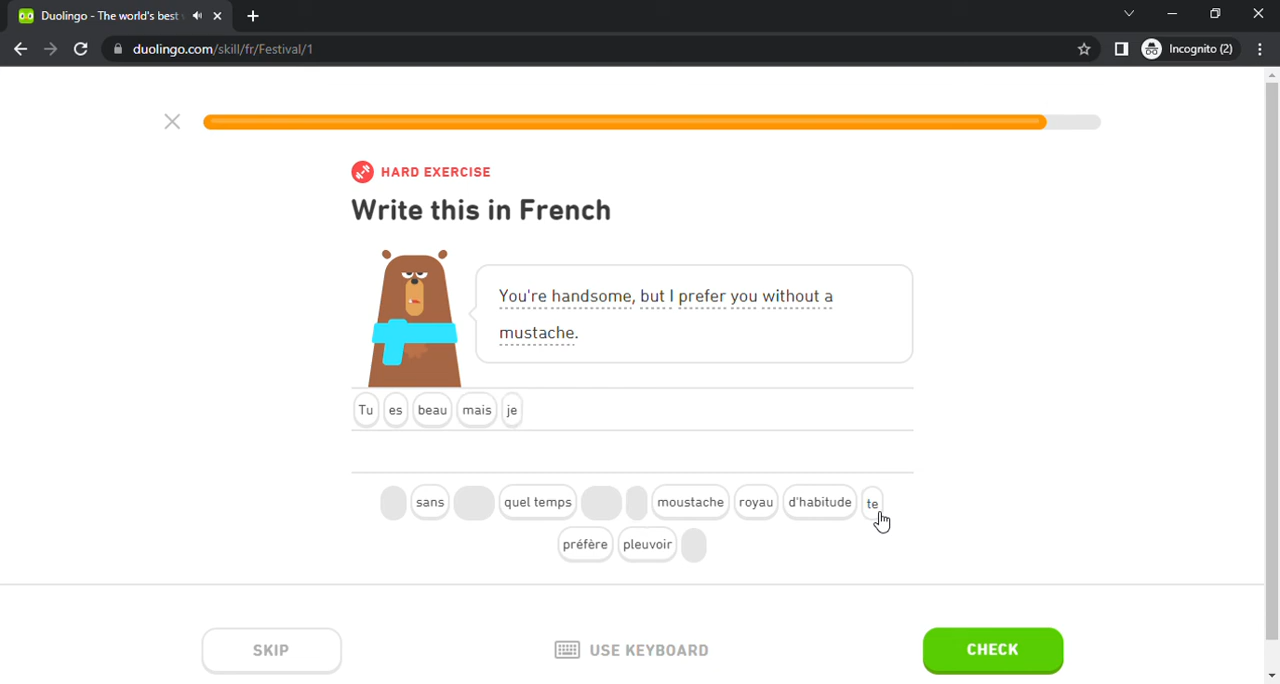 Duolingo - The world's best
duolingo.com/skill/fr/Festival/1
Incognito (2)
HARD EXERCISE
Write this in French
You're handsome, but I prefer you without a
mustache.
Tu es beau mais je
sans quel temps moustache royau d'habitude te
préfère pleuvoir
SKIP USE KEYBOARD CHECK